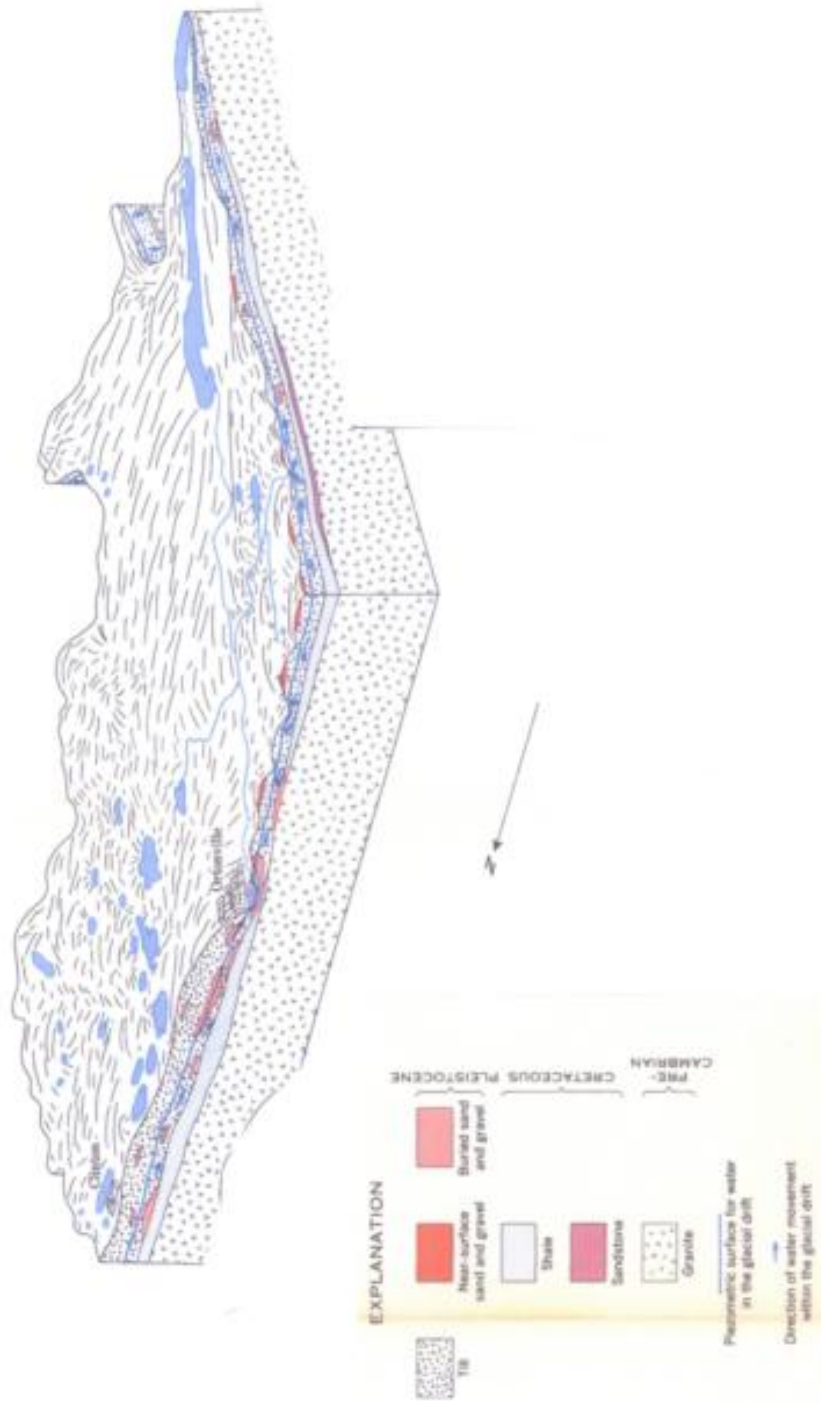 Clinton
Ortonville
N
EXPLANATION
Till
Near-surface
sand and gravel
Buried sand
and gravel
PLEISTOCENE
Shale
Sandstone
CRETACEOUS
Granite
PRE-
CAMBRIAN
Piezometric surface for water
in the glacial drift
Direction of water movement
within the glacial drift